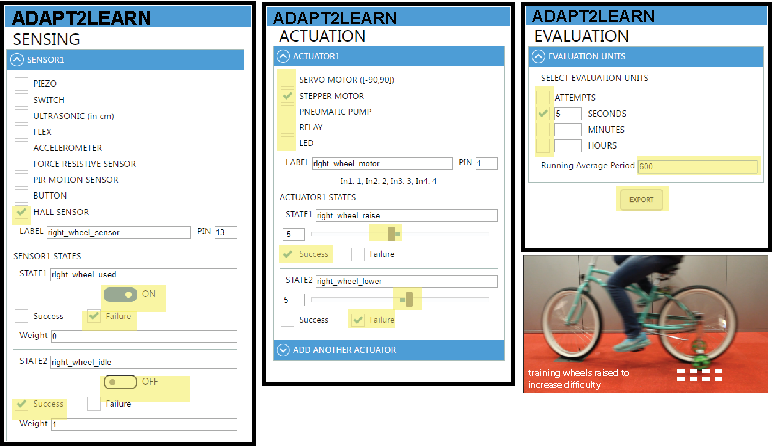 ADAPT2LEARN
SENSING
SENSOR1
PIEZO
SWITCH
ULTRASONIC (in cm)
FLEX
ACCELEROMETER
FORCE RESISTIVE SENSOR
PIR MOTION SENSOR
BUTTON
HALL SENSOR
LABEL right_wheel_sensor PIN 13
SENSOR1 STATES
STATE1 right_wheel_used
ON
Success Failure
Weight 0
STATE2 right_wheel_idle
OFF
Success Failure
Weight 1
ADAPT2LEARN
ACTUATION
ACTUATOR1
SERVO MOTOR ([-90,90])
STEPPER MOTOR
PNEUMATIC PUMP
RELAY
LED
LABEL right_wheel_motor PIN 1
In1. 1, In2. 2, In3. 3, In4. 4
ACTUATOR1 STATES
STATE1 right_wheel_raise
5
Success Failure
STATE2 right_wheel_lower
5
Success Failure
ADD ANOTHER ACTUATOR
ADAPT2LEARN
EVALUATION
EVALUATION UNITS
SELECT EVALUATION UNITS
ATTEMPTS
5 SECONDS
MINUTES
HOURS
Running Average Period 600
EXPORT
training wheels raised to
increase difficulty